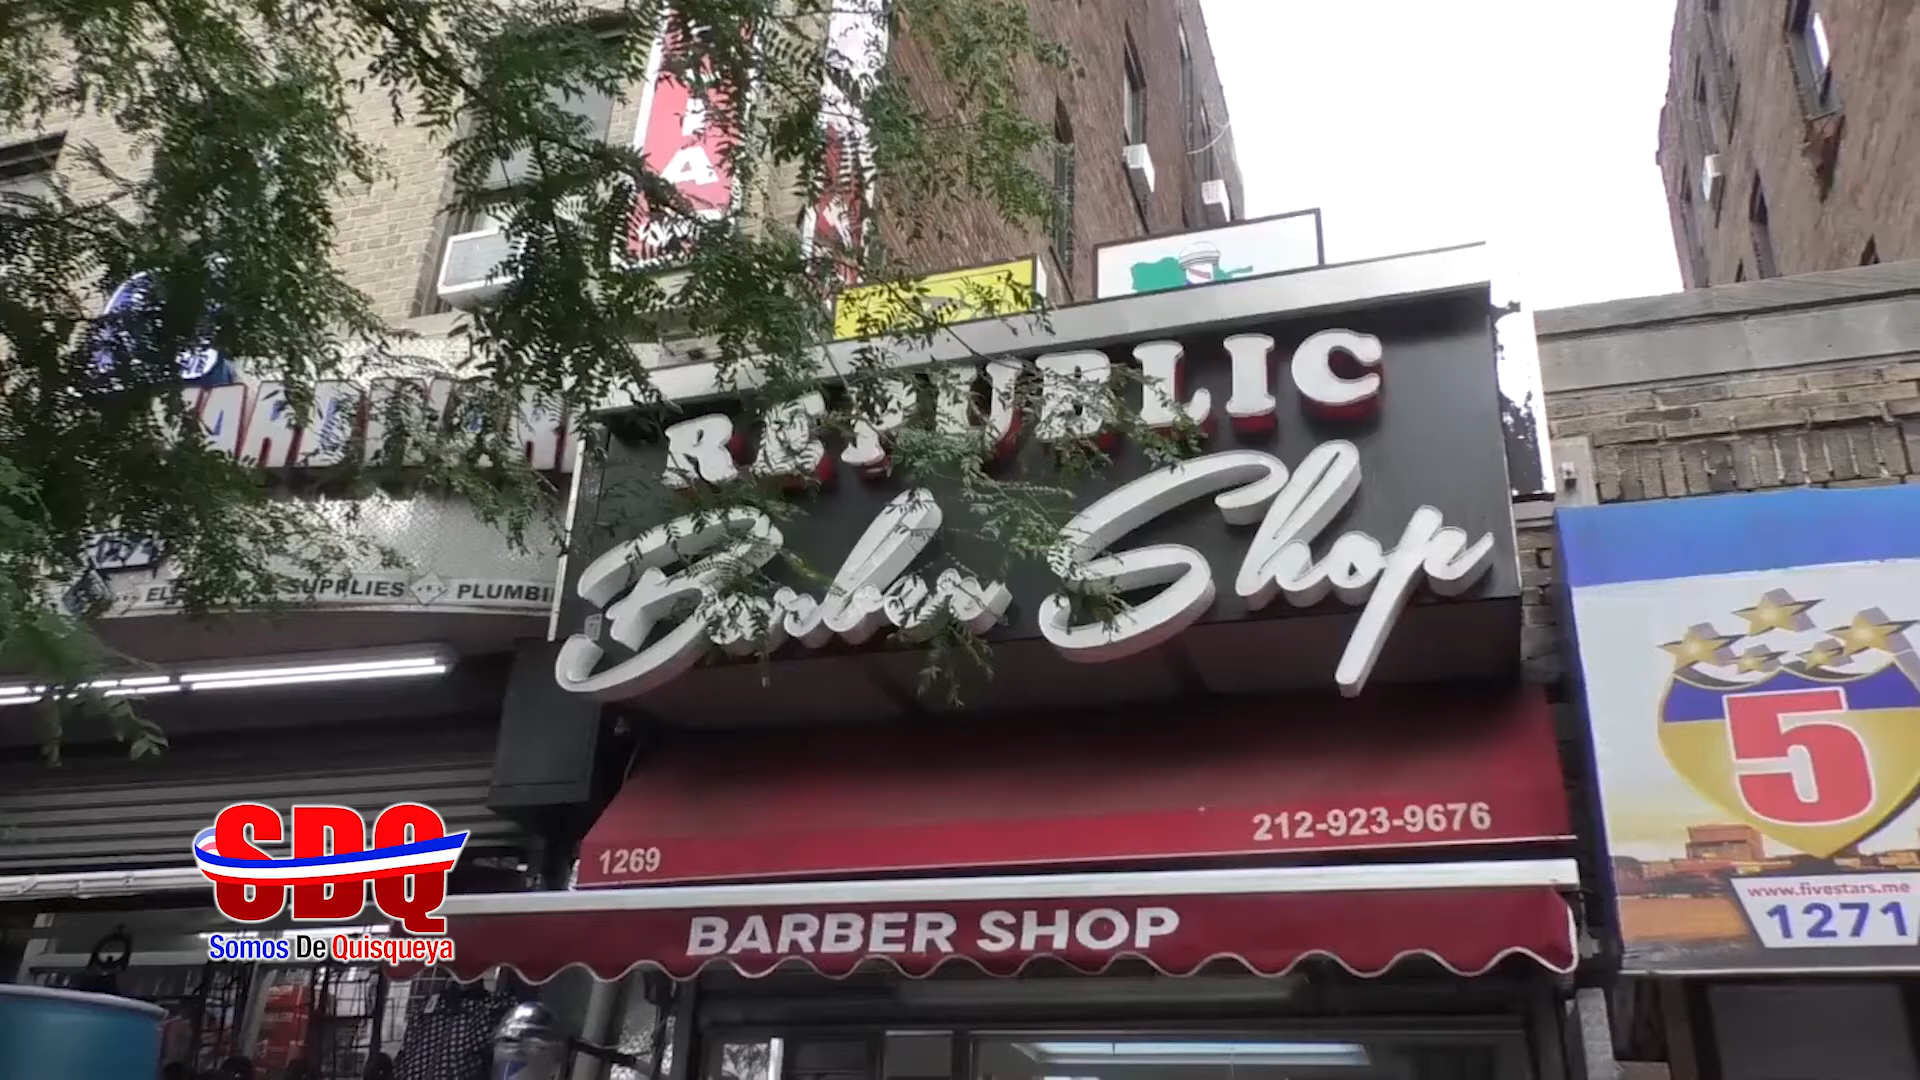 HARDWARE
SUPPLIES
PLUMBI
REPUBLIC
Barber Shop
212-923-9676
1269
BARBER SHOP
5
www.fivestars.me
1271
SDQ
Somos De Quisqueya